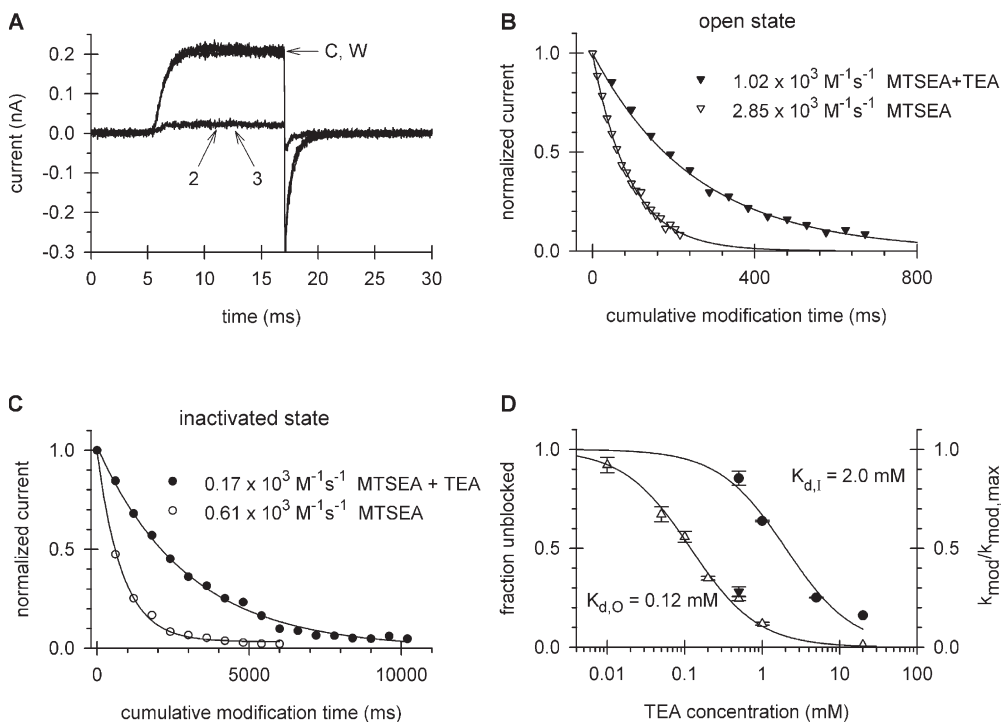 A
0.2
0.1
0.0
-0.1
-0.2
-0.3
current (nA)
C, W
2
3
0 5 10 15 20 25 30
time (ms)
B
open state
1.0
0.5
0.0
normalized current
1.02 x 10³ M⁻¹s⁻¹ MTSEA+TEA
2.85 x 10³ M⁻¹s⁻¹ MTSEA
0 400 800
cumulative modification time (ms)
C
inactivated state
1.0
0.5
0.0
normalized current
0.17 x 10³ M⁻¹s⁻¹ MTSEA + TEA
0.61 x 10³ M⁻¹s⁻¹ MTSEA
0 5000 10000
cumulative modification time (ms)
D
1.0
0.5
0.0
fraction unblocked
K_d,I = 2.0 mM
K_d,O = 0.12 mM
1.0
0.5
0.0
k_mod/k_mod,max
0.01 0.1 1 10 100
TEA concentration (mM)